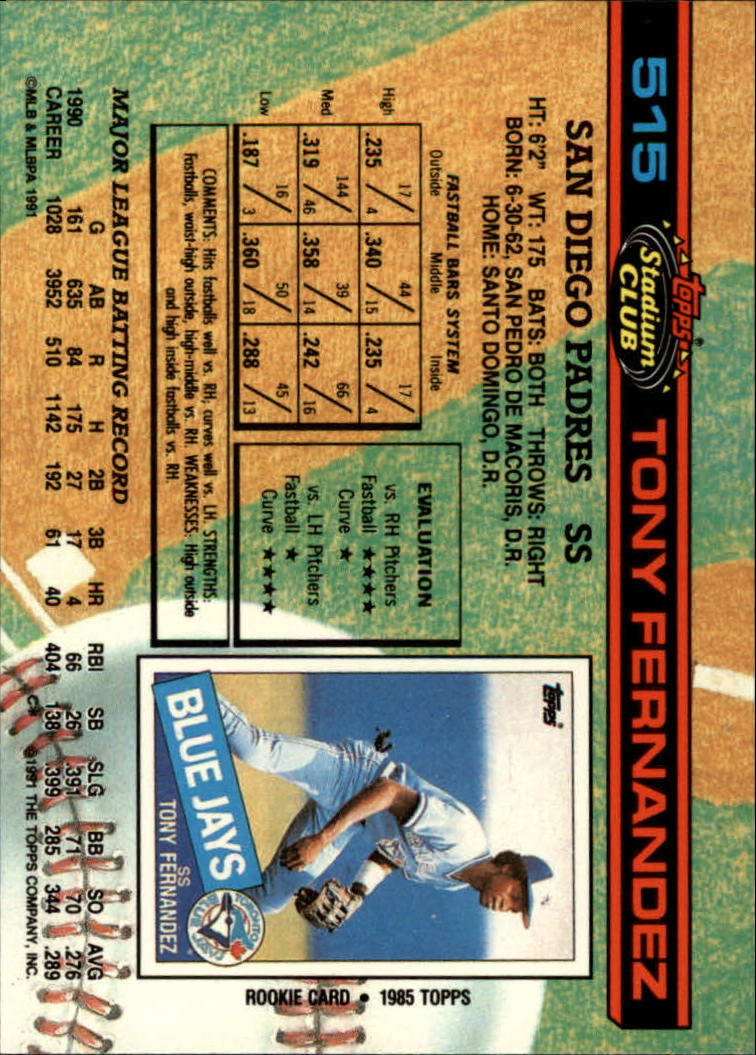 515
Topps®
Stadium
CLUB
TONY FERNANDEZ
SAN DIEGO PADRES SS
HT: 6'2" WT: 175 BATS: BOTH THROWS: RIGHT
BORN: 6-30-62, SAN PEDRO DE MACORIS, D.R.
HOME: SANTO DOMINGO, D.R.
FASTBALL BARS SYSTEM
Outside Middle Inside
High .235 17/4 .340 44/15 .235 17/4
Med .319 144/46 .358 39/14 .242 66/16
Low .187 16/3 .360 50/18 .288 45/13
EVALUATION
vs. RH Pitchers
Fastball ★★★★
Curve ★
vs. LH Pitchers
Fastball ★
Curve ★★★★
COMMENTS: Hits fastballs well vs. RH, curves well vs. LH. STRENGTHS:
Fastballs, waist-high outside, high-middle vs. RH. WEAKNESSES: High outside
and high inside fastballs vs. RH.
topps
BLUE JAYS
SS
TONY FERNANDEZ
TORONTO
BLUE JAYS
ROOKIE CARD • 1985 TOPPS
MAJOR LEAGUE BATTING RECORD
G AB R H 2B 3B HR RBI SB SLG BB SO AVG
1990 161 635 84 175 27 17 4 66 26 .391 71 70 .276
CAREER 1028 3952 510 1142 192 61 40 404 138 .399 285 344 .289
©MLB & MLBPA 1991
C* ©1991 THE TOPPS COMPANY, INC.